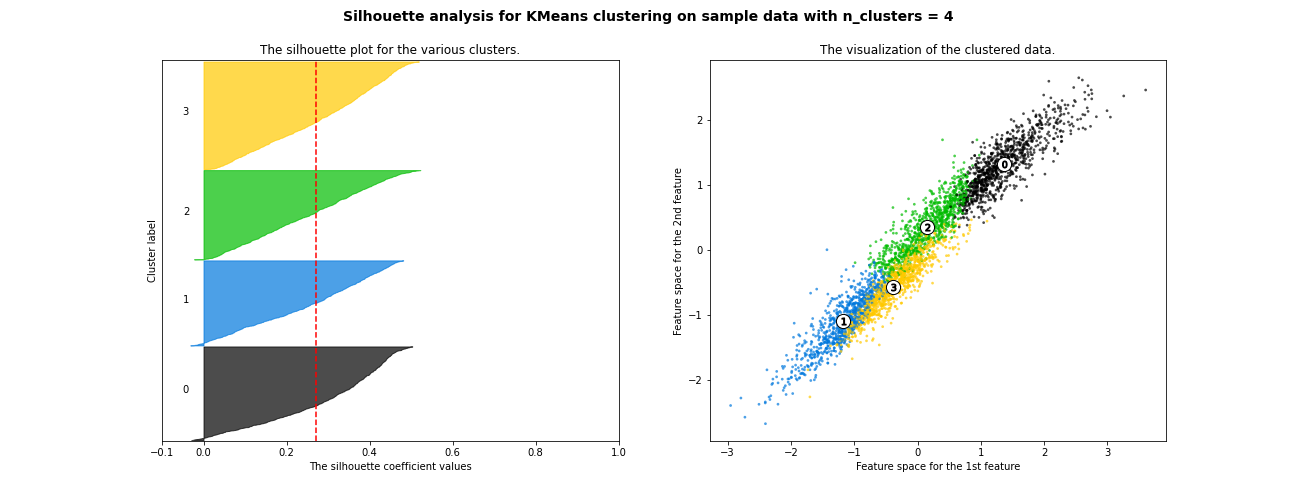 Silhouette analysis for KMeans clustering on sample data with n_clusters = 4
The silhouette plot for the various clusters.
Cluster label
3
2
1
0
−0.1 0.0 0.2 0.4 0.6 0.8 1.0
The silhouette coefficient values
The visualization of the clustered data.
Feature space for the 2nd feature
2
1
0
−1
−2
0
2
3
1
−3 −2 −1 0 1 2 3
Feature space for the 1st feature